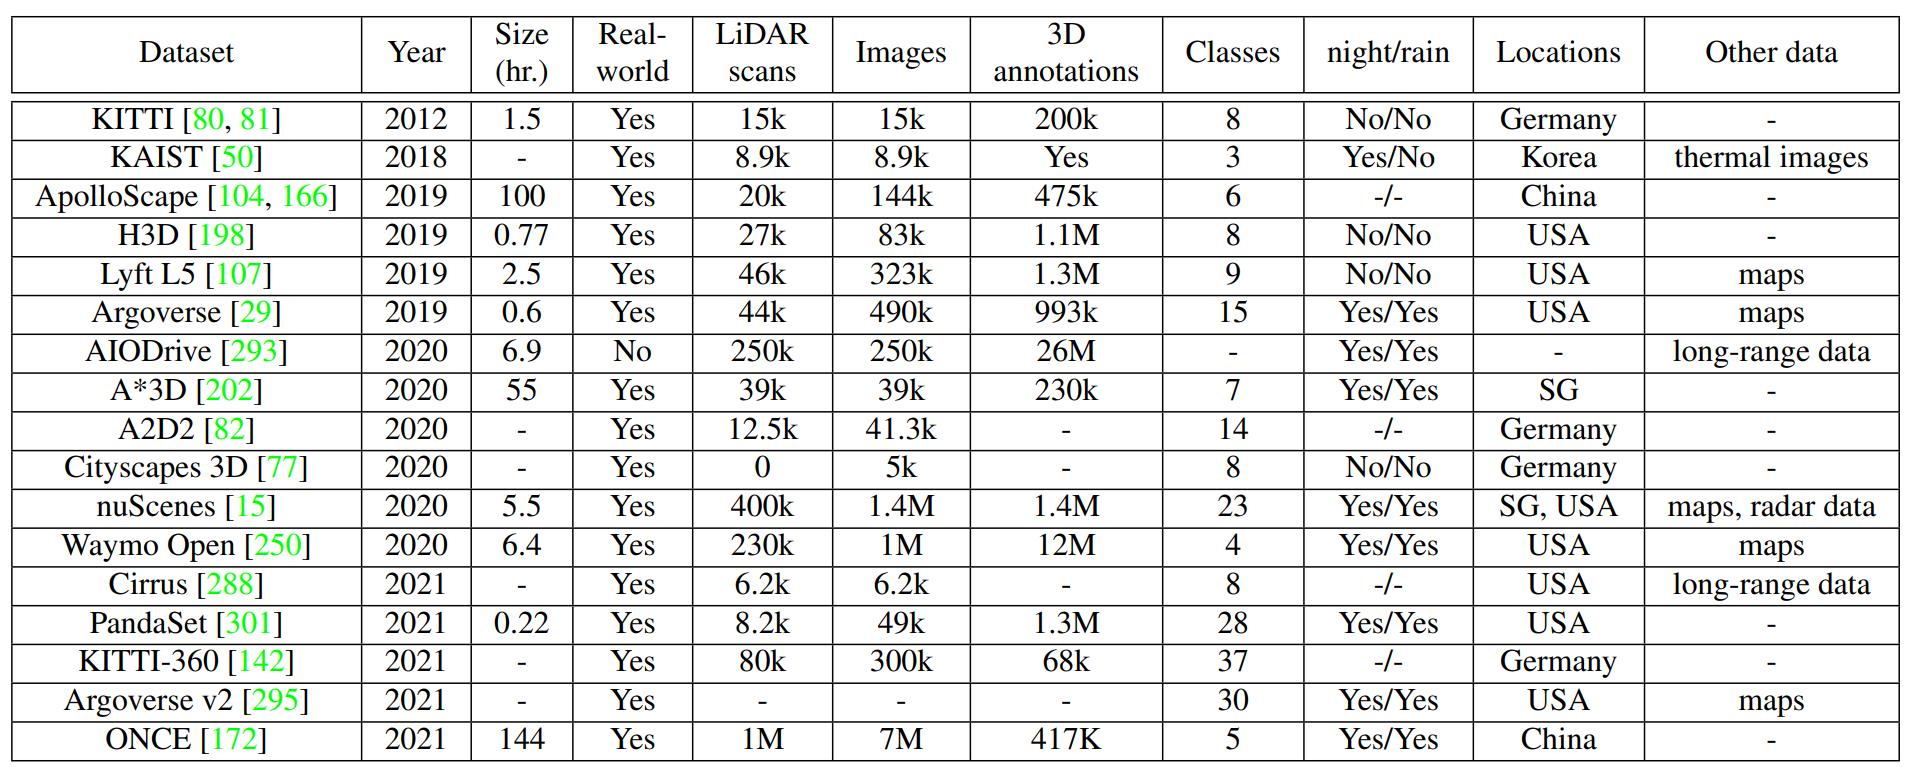 Dataset Year Size (hr.) Real-world LiDAR scans Images 3D annotations Classes night/rain Locations Other data
KITTI [80, 81] 2012 1.5 Yes 15k 15k 200k 8 No/No Germany -
KAIST [50] 2018 - Yes 8.9k 8.9k Yes 3 Yes/No Korea thermal images
ApolloScape [104, 166] 2019 100 Yes 20k 144k 475k 6 -/- China -
H3D [198] 2019 0.77 Yes 27k 83k 1.1M 8 No/No USA -
Lyft L5 [107] 2019 2.5 Yes 46k 323k 1.3M 9 No/No USA maps
Argoverse [29] 2019 0.6 Yes 44k 490k 993k 15 Yes/Yes USA maps
AIODrive [293] 2020 6.9 No 250k 250k 26M - Yes/Yes - long-range data
A*3D [202] 2020 55 Yes 39k 39k 230k 7 Yes/Yes SG -
A2D2 [82] 2020 - Yes 12.5k 41.3k - 14 -/- Germany -
Cityscapes 3D [77] 2020 - Yes 0 5k - 8 No/No Germany -
nuScenes [15] 2020 5.5 Yes 400k 1.4M 1.4M 23 Yes/Yes SG, USA maps, radar data
Waymo Open [250] 2020 6.4 Yes 230k 1M 12M 4 Yes/Yes USA maps
Cirrus [288] 2021 - Yes 6.2k 6.2k - 8 -/- USA long-range data
PandaSet [301] 2021 0.22 Yes 8.2k 49k 1.3M 28 Yes/Yes USA -
KITTI-360 [142] 2021 - Yes 80k 300k 68k 37 -/- Germany -
Argoverse v2 [295] 2021 - Yes - - - 30 Yes/Yes USA maps
ONCE [172] 2021 144 Yes 1M 7M 417K 5 Yes/Yes China -